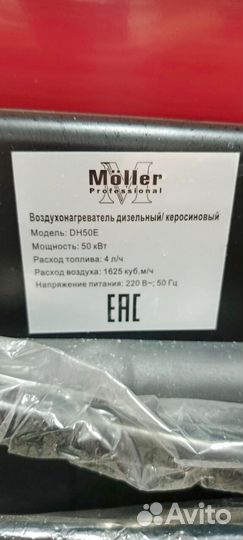 Möller
Professional
Воздухонагреватель дизельный/ керосиновый
Модель: DH50E
Мощность: 50 кВт
Расход топлива: 4 л/ч
Расход воздуха: 1625 куб.м/ч
Напряжение питания: 220 В~; 50 Гц
EAC
Avito